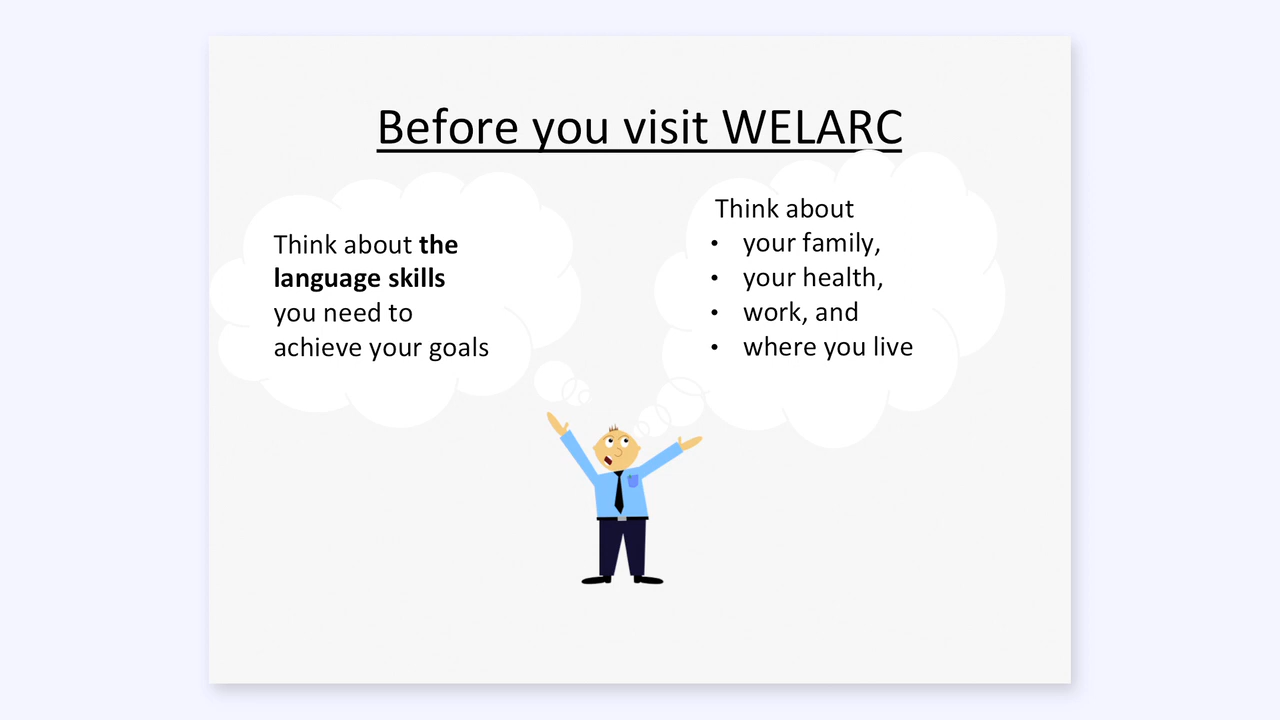 Before you visit WELARC
Think about the
language skills
you need to
achieve your goals
Think about
• your family,
• your health,
• work, and
• where you live